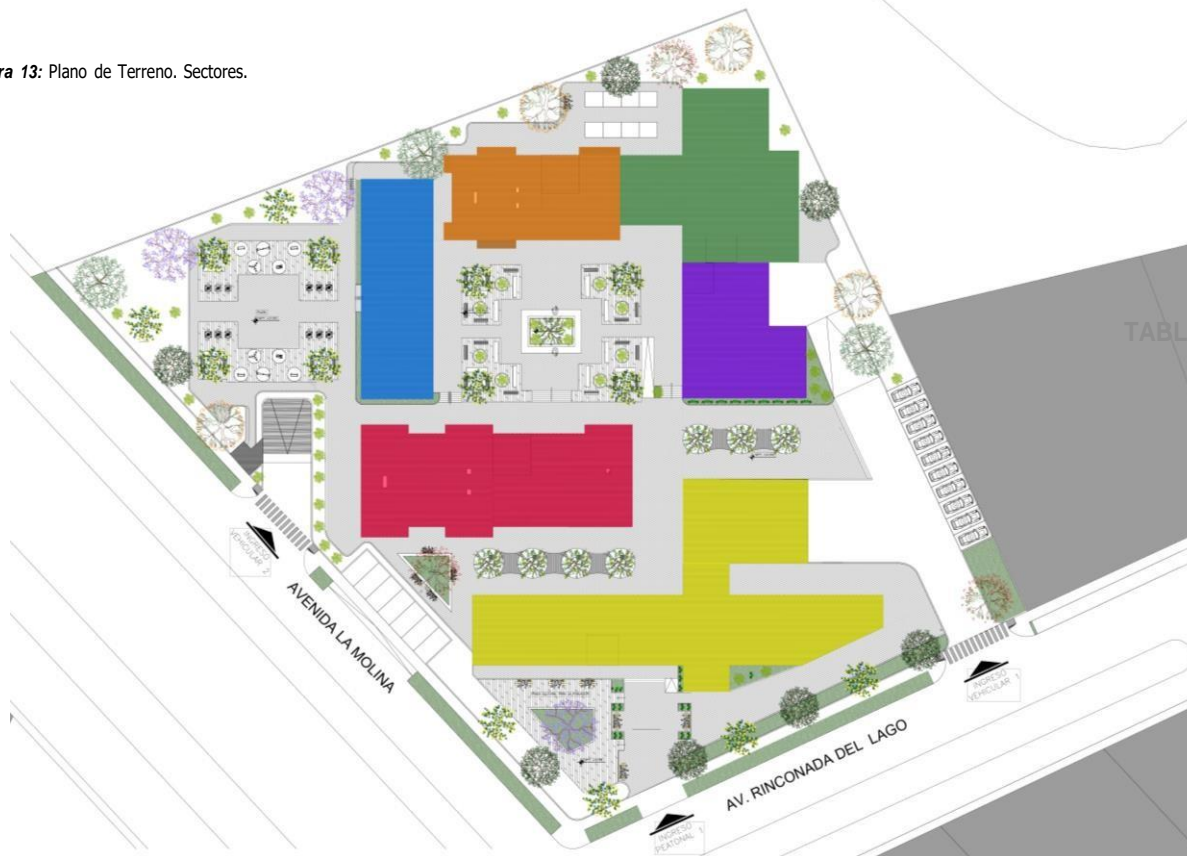 ra 13: Plano de Terreno. Sectores.
TABL
INGRESO
VEHICULAR 2
AVENIDA LA MOLINA
INGRESO
VEHICULAR 1
AV. RINCONADA DEL LAGO
INGRESO
PEATONAL 1